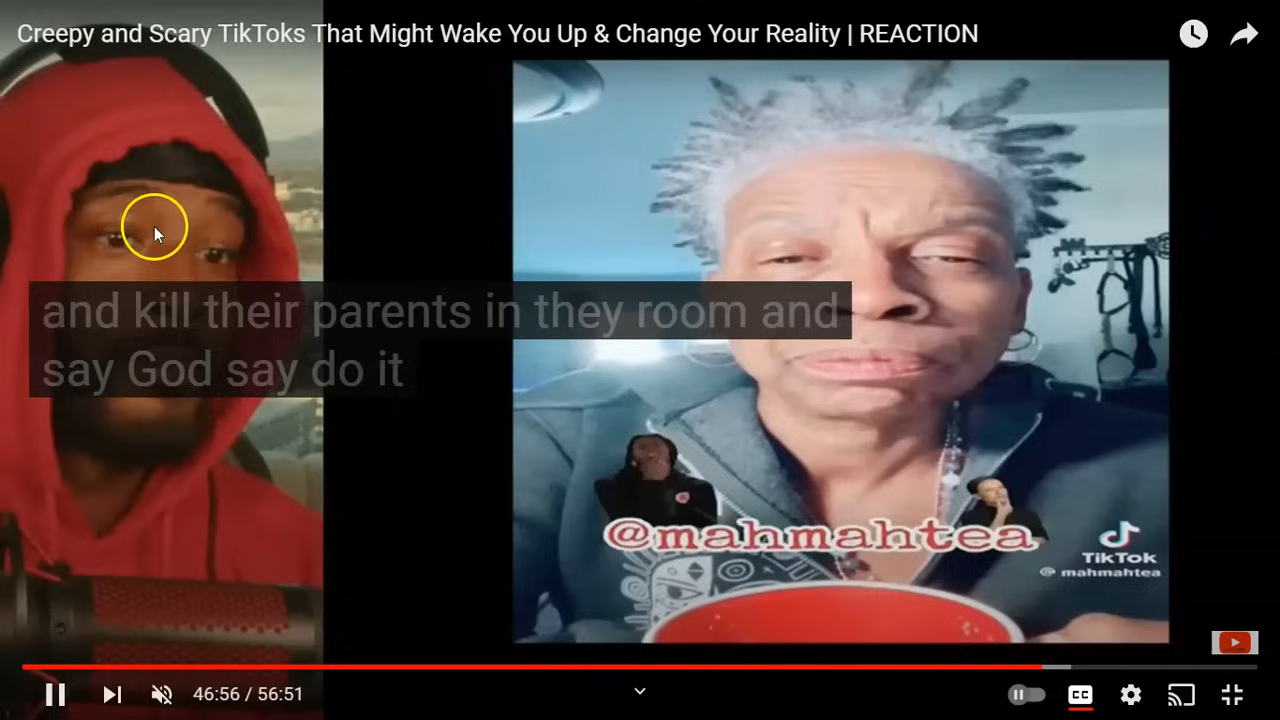 Creepy and Scary TikToks That Might Wake You Up & Change Your Reality | REACTION
and kill their parents in they room and
say God say do it
@mahmahtea
TikTok
@ mahmahtea
46:56 / 56:51
CC